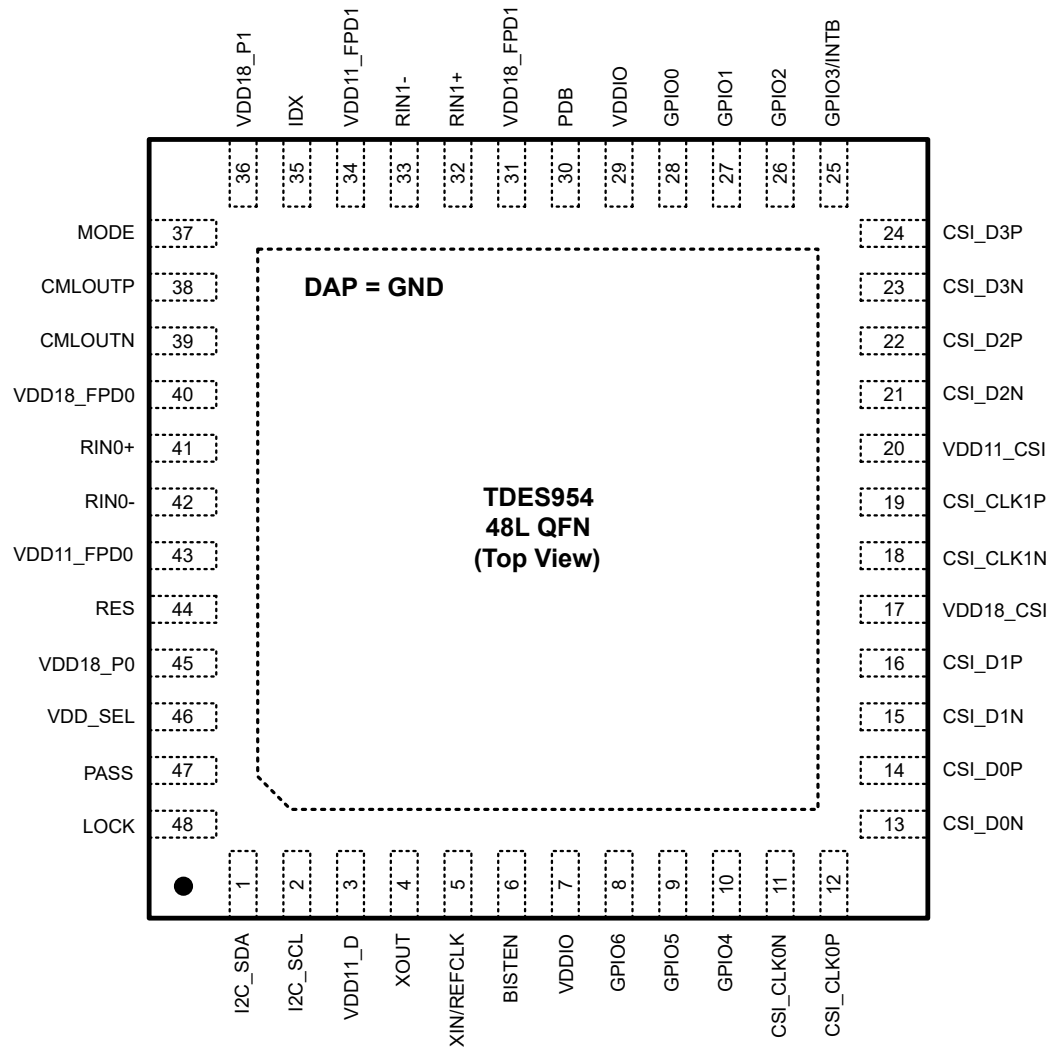 VDD18_P1
IDX
VDD11_FPD1
RIN1-
RIN1+
VDD18_FPD1
PDB
VDDIO
GPIO0
GPIO1
GPIO2
GPIO3/INTB
36
35
34
33
32
31
30
29
28
27
26
25
MODE 37
CMLOUTP 38
CMLOUTN 39
VDD18_FPD0 40
RIN0+ 41
RIN0- 42
VDD11_FPD0 43
RES 44
VDD18_P0 45
VDD_SEL 46
PASS 47
LOCK 48
DAP = GND
TDES954
48L QFN
(Top View)
24 CSI_D3P
23 CSI_D3N
22 CSI_D2P
21 CSI_D2N
20 VDD11_CSI
19 CSI_CLK1P
18 CSI_CLK1N
17 VDD18_CSI
16 CSI_D1P
15 CSI_D1N
14 CSI_D0P
13 CSI_D0N
1
2
3
4
5
6
7
8
9
10
11
12
I2C_SDA
I2C_SCL
VDD11_D
XOUT
XIN/REFCLK
BISTEN
VDDIO
GPIO6
GPIO5
GPIO4
CSI_CLK0N
CSI_CLK0P